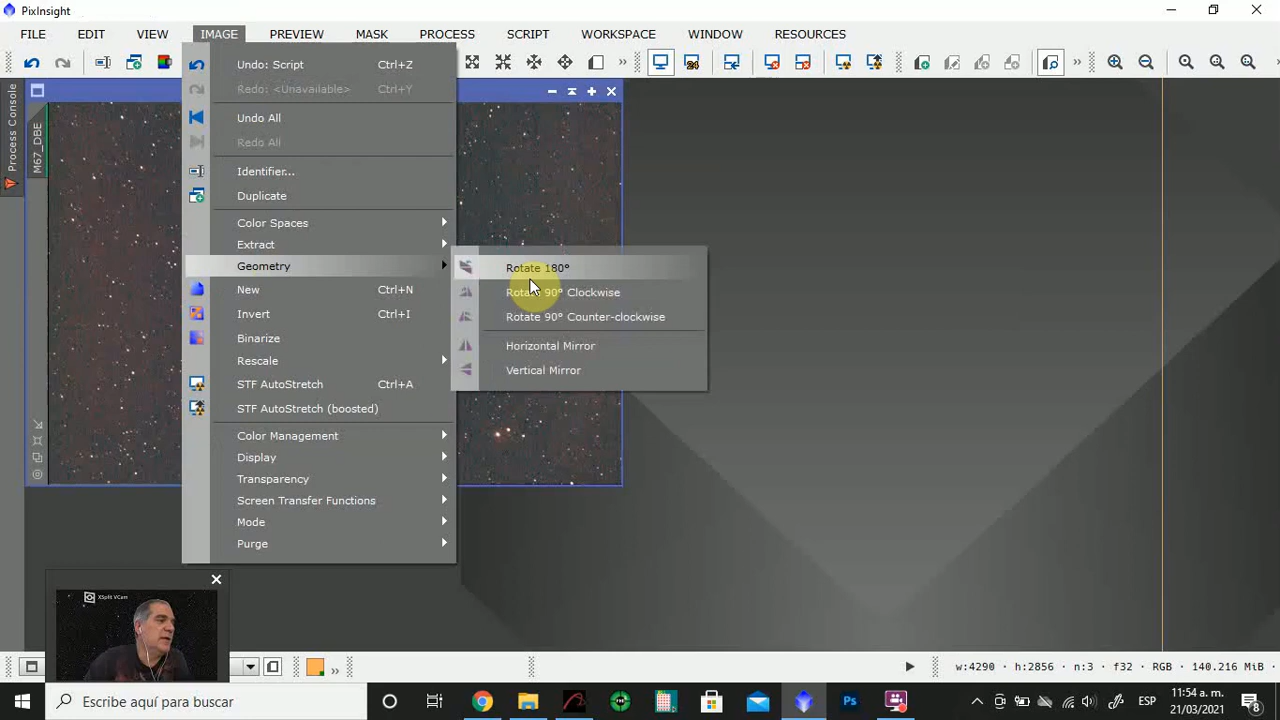 PixInsight
FILE EDIT VIEW IMAGE PREVIEW MASK PROCESS SCRIPT WORKSPACE WINDOW RESOURCES
Process Console
M67_DBE
Undo: Script Ctrl+Z
Redo: <Unavailable> Ctrl+Y
Undo All
Redo All
Identifier...
Duplicate
Color Spaces
Extract
Geometry
New Ctrl+N
Invert Ctrl+I
Binarize
Rescale
STF AutoStretch Ctrl+A
STF AutoStretch (boosted)
Color Management
Display
Transparency
Screen Transfer Functions
Mode
Purge
Rotate 180°
Rotate 90° Clockwise
Rotate 90° Counter-clockwise
Horizontal Mirror
Vertical Mirror
XSplit VCam
w:4290 h:2856 n:3 f32 RGB 140.216 MiB
Escribe aquí para buscar
Ps
ESP
11:54 a. m.
21/03/2021
8